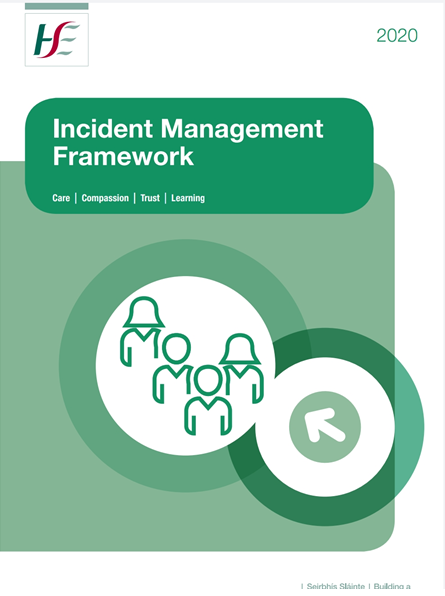 HSE
2020
Incident Management
Framework
Care | Compassion | Trust | Learning
| Seirbhís Sláinte | Building a